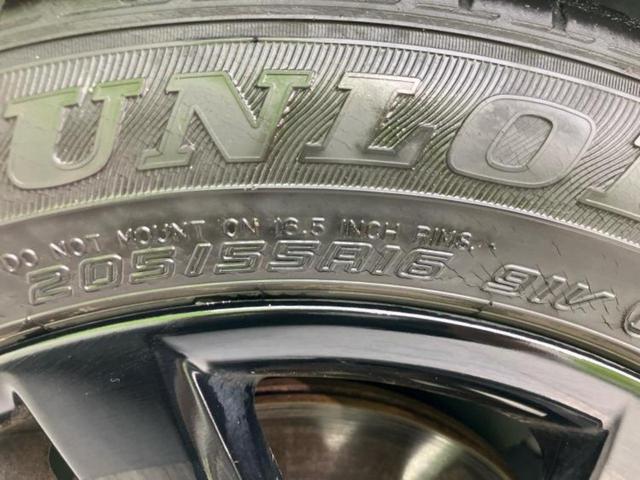 UNLO
DO NOT MOUNT ON 16.5 INCH RIMS.
205/55R16 91V